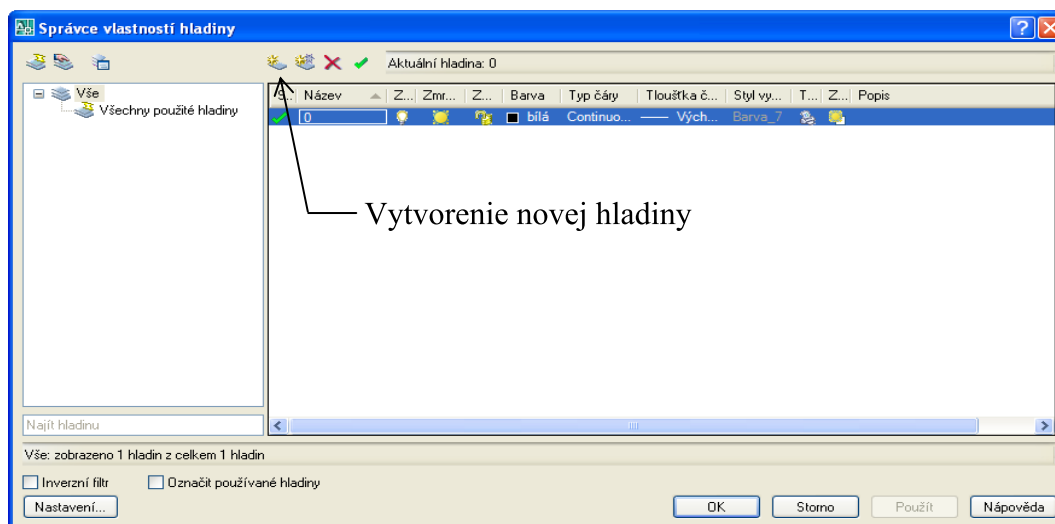 Správce vlastností hladiny
Aktuální hladina: 0
Vše
Všechny použité hladiny
S.. Název Z... Zmr... Z... Barva Typ čáry Tloušťka č... Styl vy... T... Z... Popis
0 bílá Continuo... Vých... Barva_7
Vytvorenie novej hladiny
Najít hladinu
Vše: zobrazeno 1 hladin z celkem 1 hladin
Inverzní filtr Označit používané hladiny
Nastavení... OK Storno Použít Nápověda